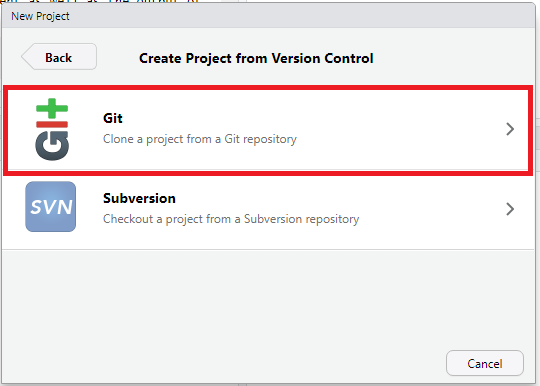 New Project
Back
Create Project from Version Control
git
Git
Clone a project from a Git repository
SVN
Subversion
Checkout a project from a Subversion repository
Cancel